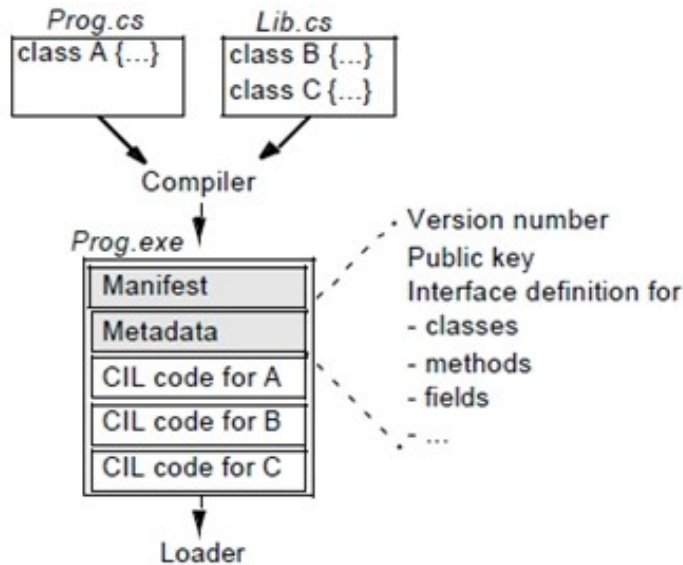 Prog.cs
class A {...}
Lib.cs
class B {...}
class C {...}
Compiler
Prog.exe
Manifest
Metadata
CIL code for A
CIL code for B
CIL code for C
Version number
Public key
Interface definition for
- classes
- methods
- fields
- ...
Loader